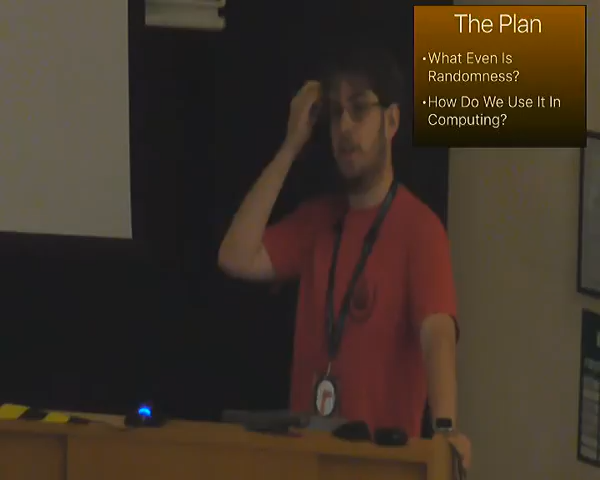 The Plan
•What Even Is
Randomness?
•How Do We Use It In
Computing?